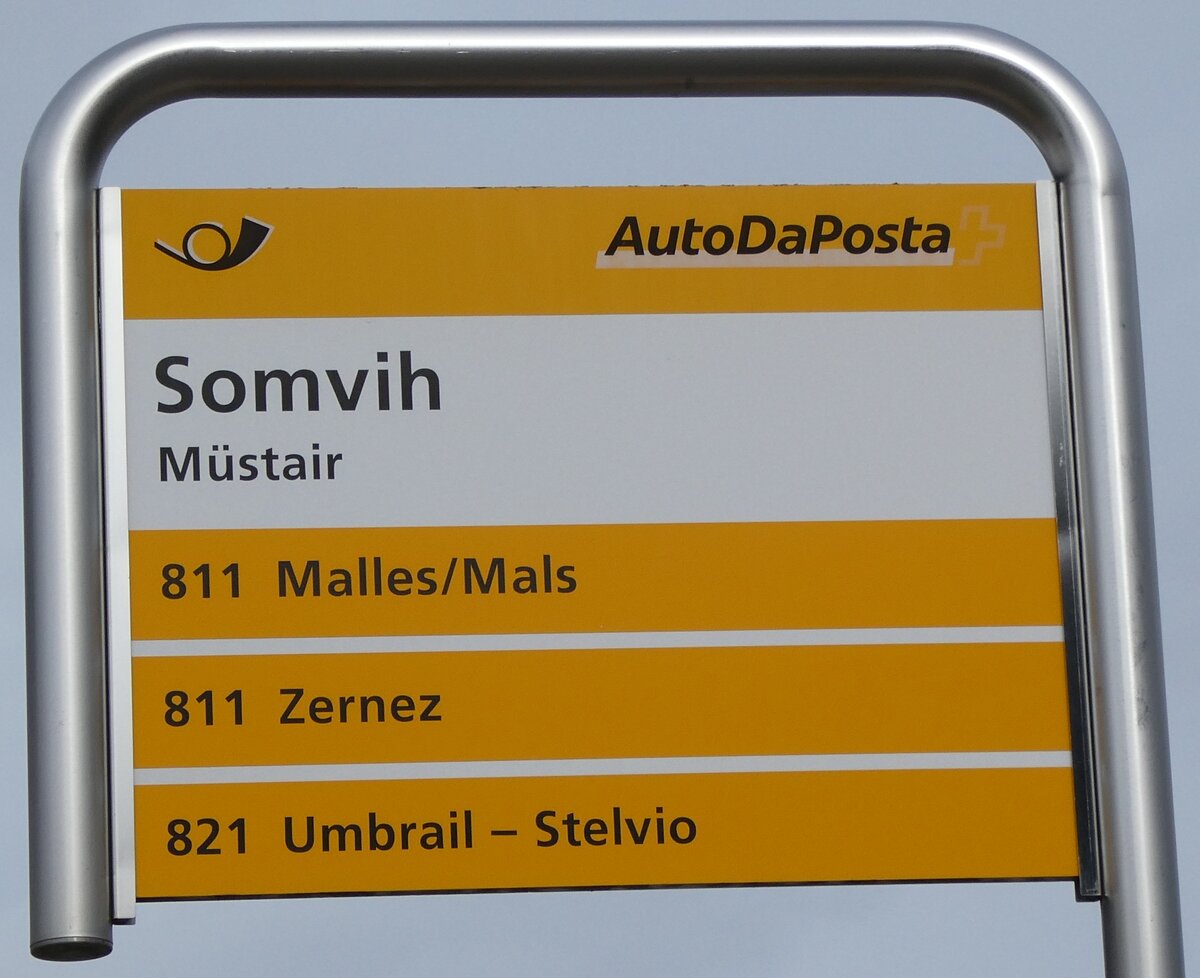 AutoDaPosta
Somvih
Müstair
811 Malles/Mals
811 Zernez
821 Umbrail – Stelvio